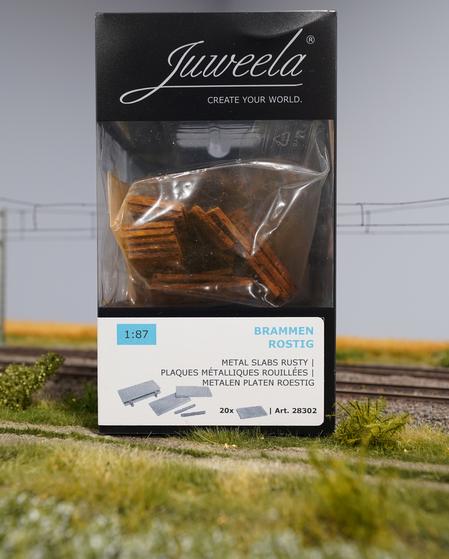 Juweela®
CREATE YOUR WORLD.
1:87
BRAMMEN
ROSTIG
METAL SLABS RUSTY |
PLAQUES MÉTALLIQUES ROUILLÉES |
METALEN PLATEN ROESTIG
20x | Art. 28302